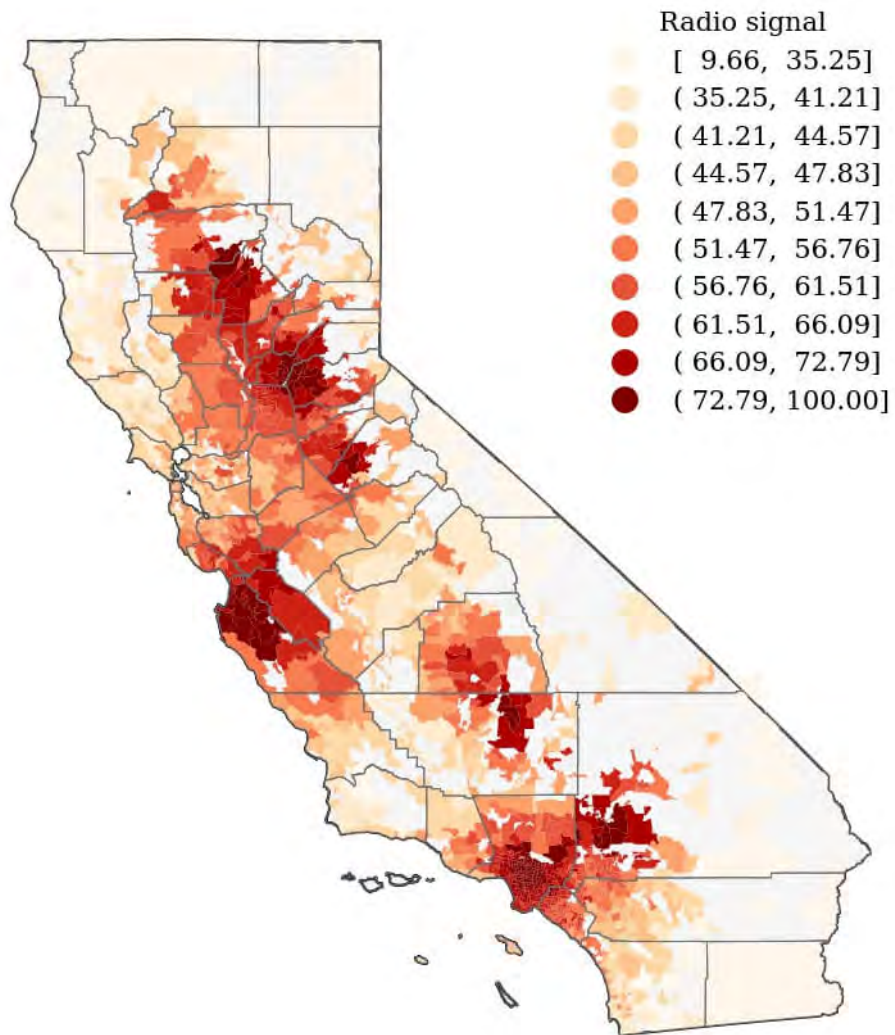 Radio signal
[ 9.66, 35.25]
( 35.25, 41.21]
( 41.21, 44.57]
( 44.57, 47.83]
( 47.83, 51.47]
( 51.47, 56.76]
( 56.76, 61.51]
( 61.51, 66.09]
( 66.09, 72.79]
( 72.79, 100.00]